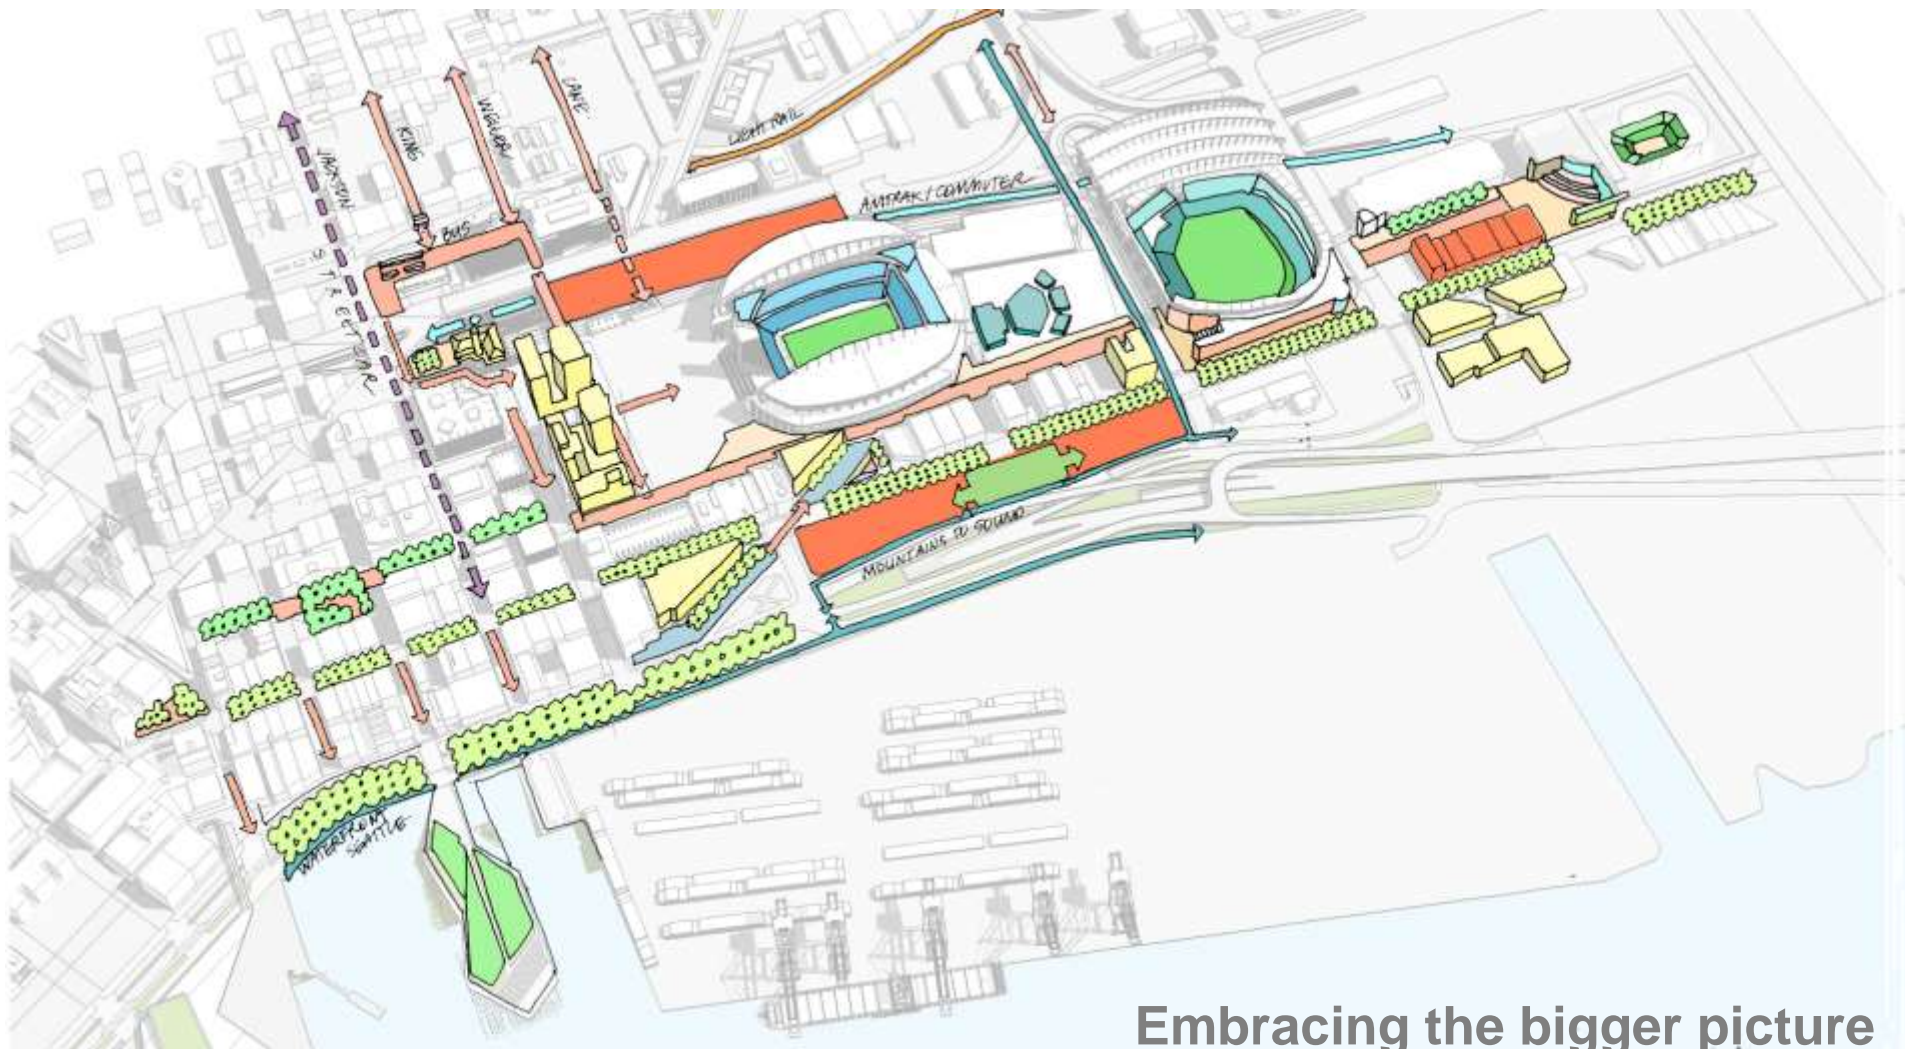 LANE
WELLER
KING
JACKSON
STREETCAR
LIGHT RAIL
BUS
AMTRAK / COMMUTER
MOUNTAINS TO SOUND
WATERFRONT
SEATTLE
Embracing the bigger picture